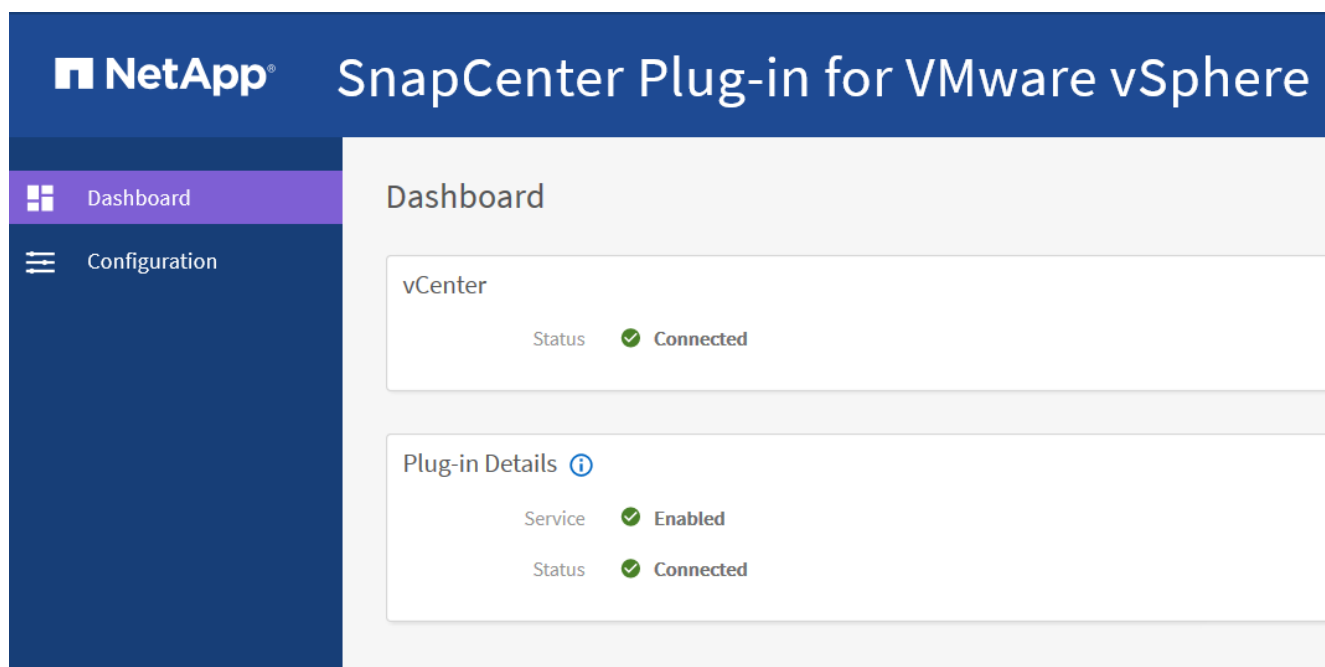 NetApp® SnapCenter Plug-in for VMware vSphere
Dashboard
Configuration
Dashboard
vCenter
Status Connected
Plug-in Details
Service Enabled
Status Connected